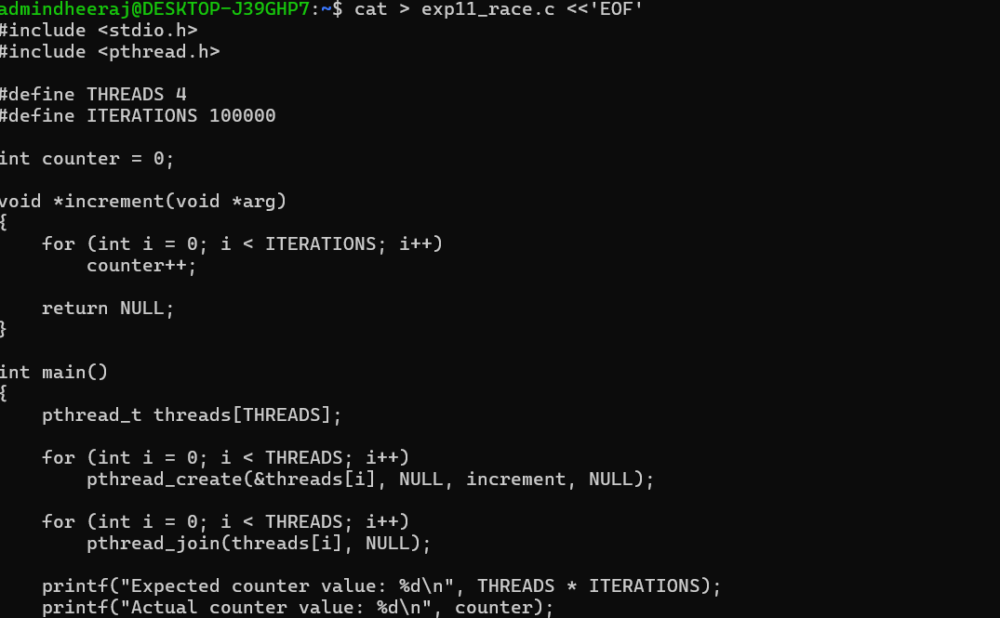 admindheeraj@DESKTOP-J39GHP7:~$ cat > exp11_race.c <<'EOF'
#include <stdio.h>
#include <pthread.h>

#define THREADS 4
#define ITERATIONS 100000

int counter = 0;

void *increment(void *arg)
{
    for (int i = 0; i < ITERATIONS; i++)
        counter++;

    return NULL;
}

int main()
{
    pthread_t threads[THREADS];

    for (int i = 0; i < THREADS; i++)
        pthread_create(&threads[i], NULL, increment, NULL);

    for (int i = 0; i < THREADS; i++)
        pthread_join(threads[i], NULL);

    printf("Expected counter value: %d\n", THREADS * ITERATIONS);
    printf("Actual counter value: %d\n", counter);